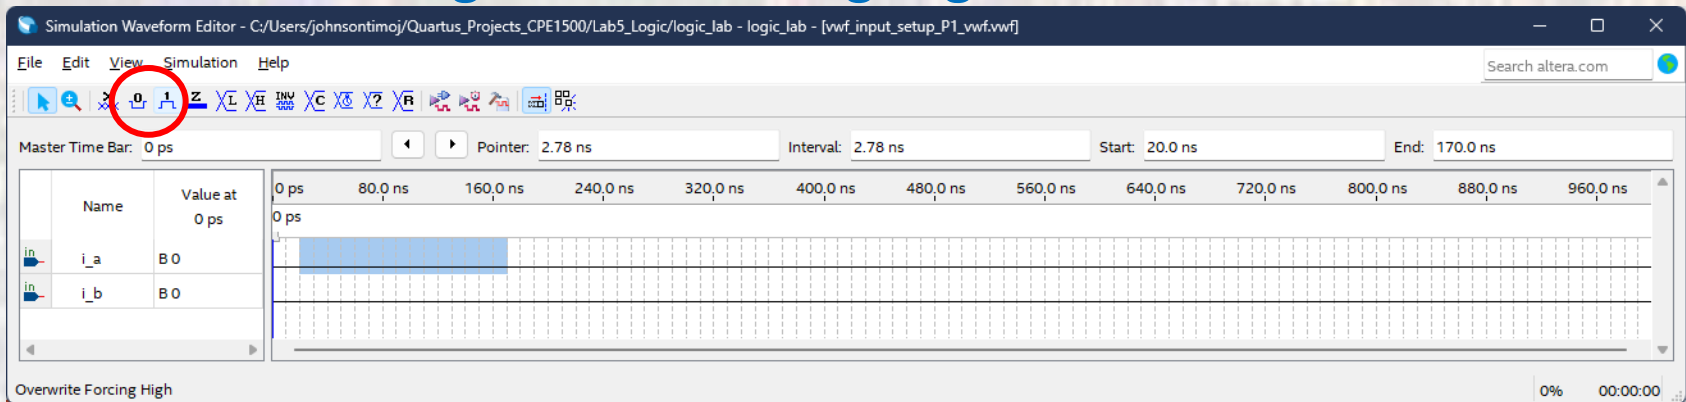 Simulation Waveform Editor - C:/Users/johnsontimoj/Quartus_Projects_CPE1500/Lab5_Logic/logic_lab - logic_lab - [vwf_input_setup_P1_vwf.vwf]
File Edit View Simulation Help
Search altera.com
0 1 Z L H INV C 2 R
Master Time Bar: 0 ps Pointer: 2.78 ns Interval: 2.78 ns Start: 20.0 ns End: 170.0 ns
Name Value at 0 ps
0 ps 80.0 ns 160.0 ns 240.0 ns 320.0 ns 400.0 ns 480.0 ns 560.0 ns 640.0 ns 720.0 ns 800.0 ns 880.0 ns 960.0 ns
0 ps
in i_a B 0
in i_b B 0
Overwrite Forcing High 0% 00:00:00